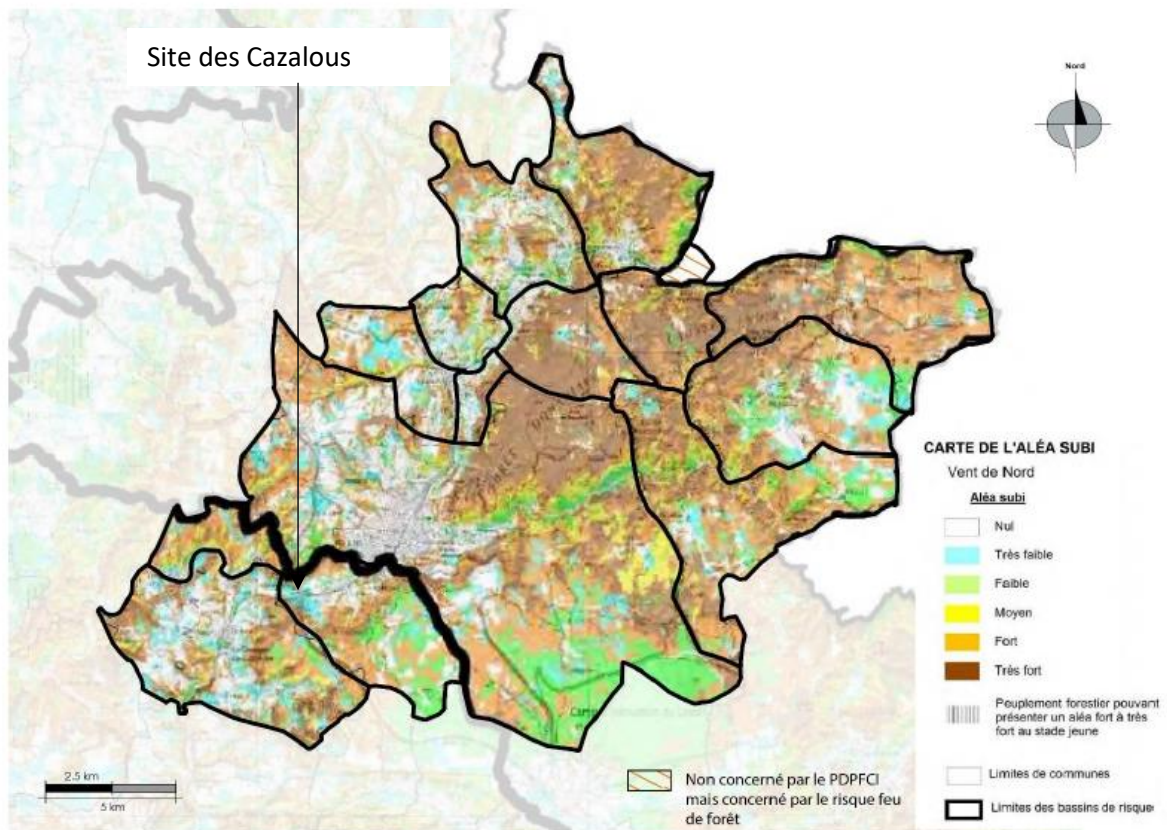 Site des Cazalous
Nord
CARTE DE L'ALÉA SUBI
Vent de Nord
Aléa subi
Nul
Très faible
Faible
Moyen
Fort
Très fort
Peuplement forestier pouvant
présenter un aléa fort à très
fort au stade jeune
Limites de communes
Limites des bassins de risque
2.5 km
5 km
Non concerné par le PDPFCI
mais concerné par le risque feu
de forêt